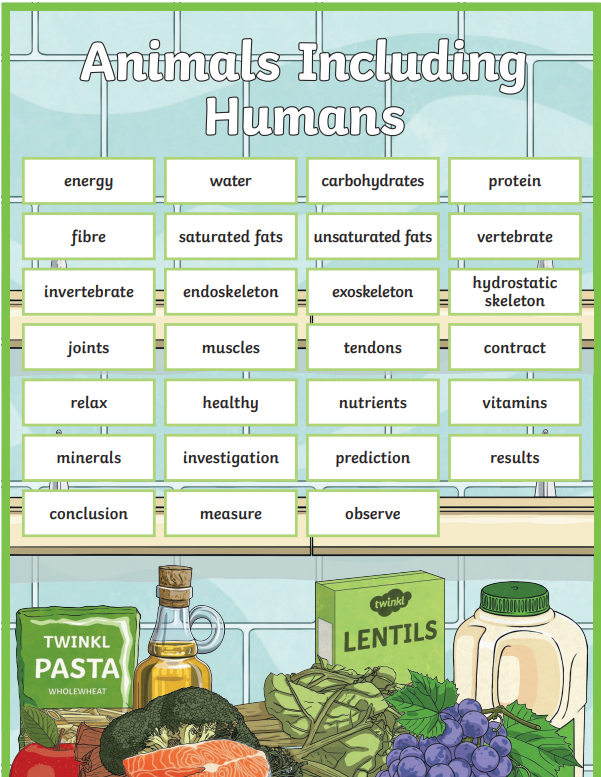 Animals Including
Humans
energy water carbohydrates protein
fibre saturated fats unsaturated fats vertebrate
invertebrate endoskeleton exoskeleton hydrostatic
skeleton
joints muscles tendons contract
relax healthy nutrients vitamins
minerals investigation prediction results
conclusion measure observe
twinkl
LENTILS
TWINKL
PASTA
WHOLEWHEAT